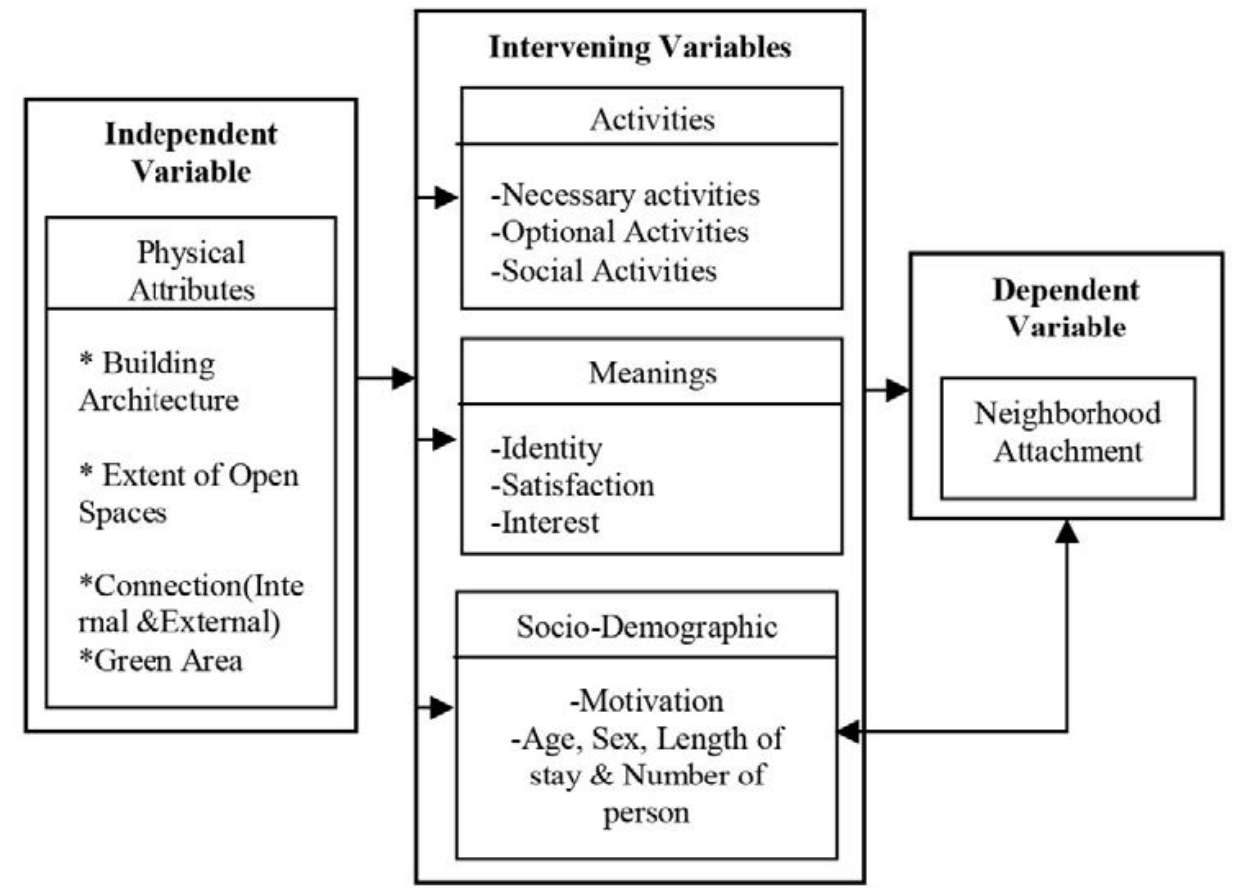 Independent
Variable
Physical
Attributes
* Building
Architecture
* Extent of Open
Spaces
*Connection(Inte
rnal &External)
*Green Area
Intervening Variables
Activities
-Necessary activities
-Optional Activities
-Social Activities
Meanings
-Identity
-Satisfaction
-Interest
Socio-Demographic
-Motivation
-Age, Sex, Length of
stay & Number of
person
Dependent
Variable
Neighborhood
Attachment